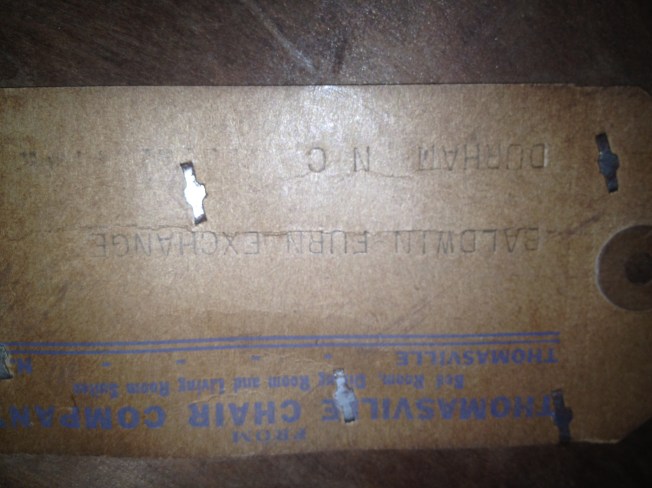 FROM
THOMASVILLE CHAIR COMPANY
Bed Room, Dining Room and Living Room Suites
THOMASVILLE - - - N.
BALDWIN FURN EXCHANGE
DURHAM N C